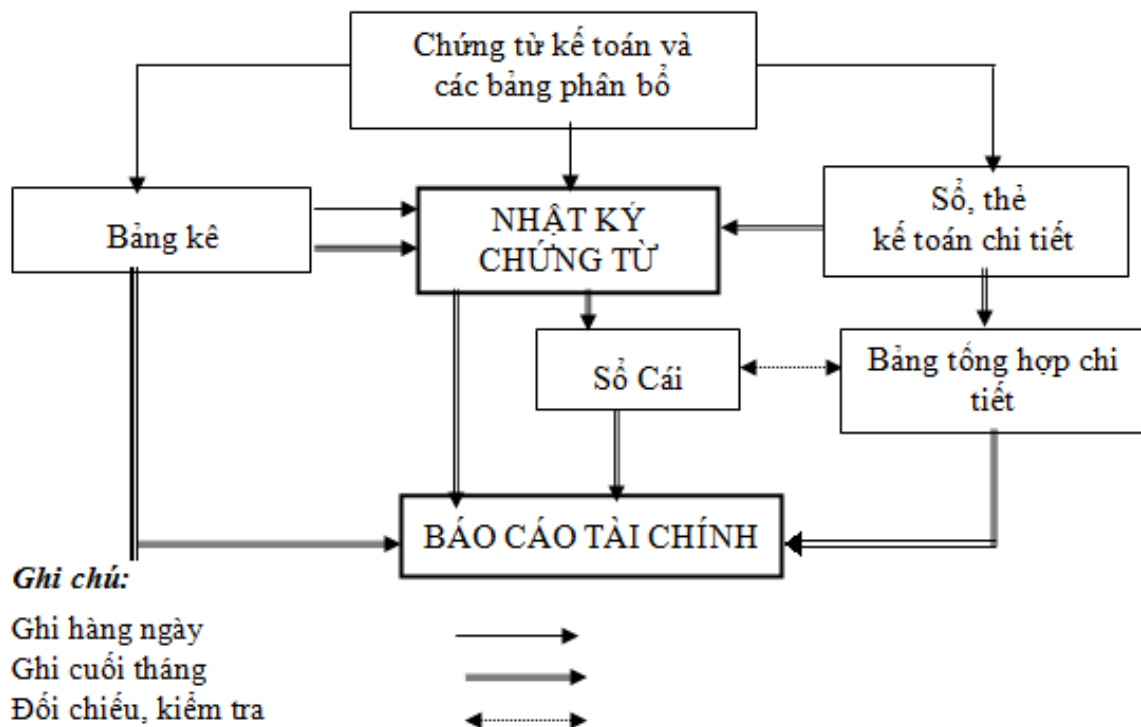 Chứng từ kế toán và
các bảng phân bổ
Bảng kê
NHẬT KÝ
CHỨNG TỪ
Sổ, thẻ
kế toán chi tiết
Sổ Cái
Bảng tổng hợp chi
tiết
BÁO CÁO TÀI CHÍNH
Ghi chú:
Ghi hàng ngày
Ghi cuối tháng
Đối chiếu, kiểm tra